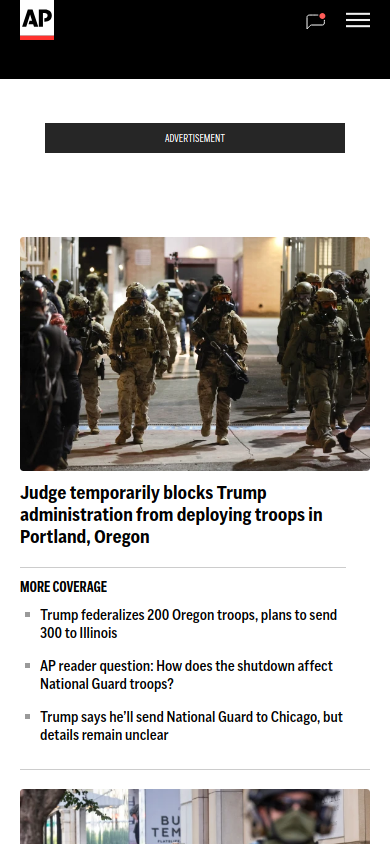 AP
ADVERTISEMENT
Judge temporarily blocks Trump
administration from deploying troops in
Portland, Oregon
MORE COVERAGE
Trump federalizes 200 Oregon troops, plans to send
300 to Illinois
AP reader question: How does the shutdown affect
National Guard troops?
Trump says he’ll send National Guard to Chicago, but
details remain unclear
BU
TEM